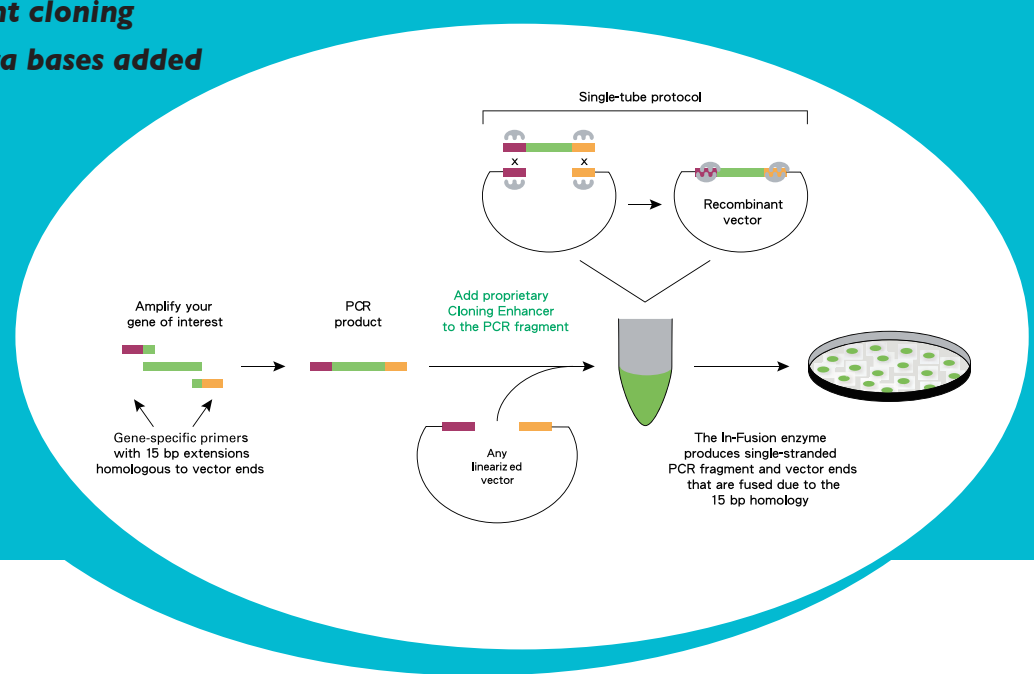 cloning
bases added
Single-tube protocol
x x
Recombinant
vector
Amplify your
gene of interest
PCR
product
Add proprietary
Cloning Enhancer
to the PCR fragment
Gene-specific primers
with 15 bp extensions
homologous to vector ends
Any
linearized
vector
The In-Fusion enzyme
produces single-stranded
PCR fragment and vector ends
that are fused due to the
15 bp homology